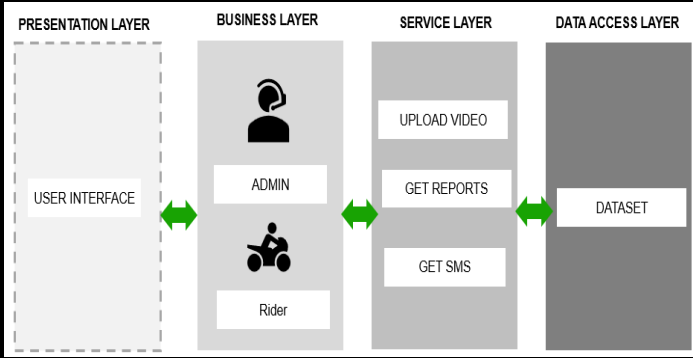 PRESENTATION LAYER
BUSINESS LAYER
SERVICE LAYER
DATA ACCESS LAYER
USER INTERFACE
ADMIN
Rider
UPLOAD VIDEO
GET REPORTS
GET SMS
DATASET